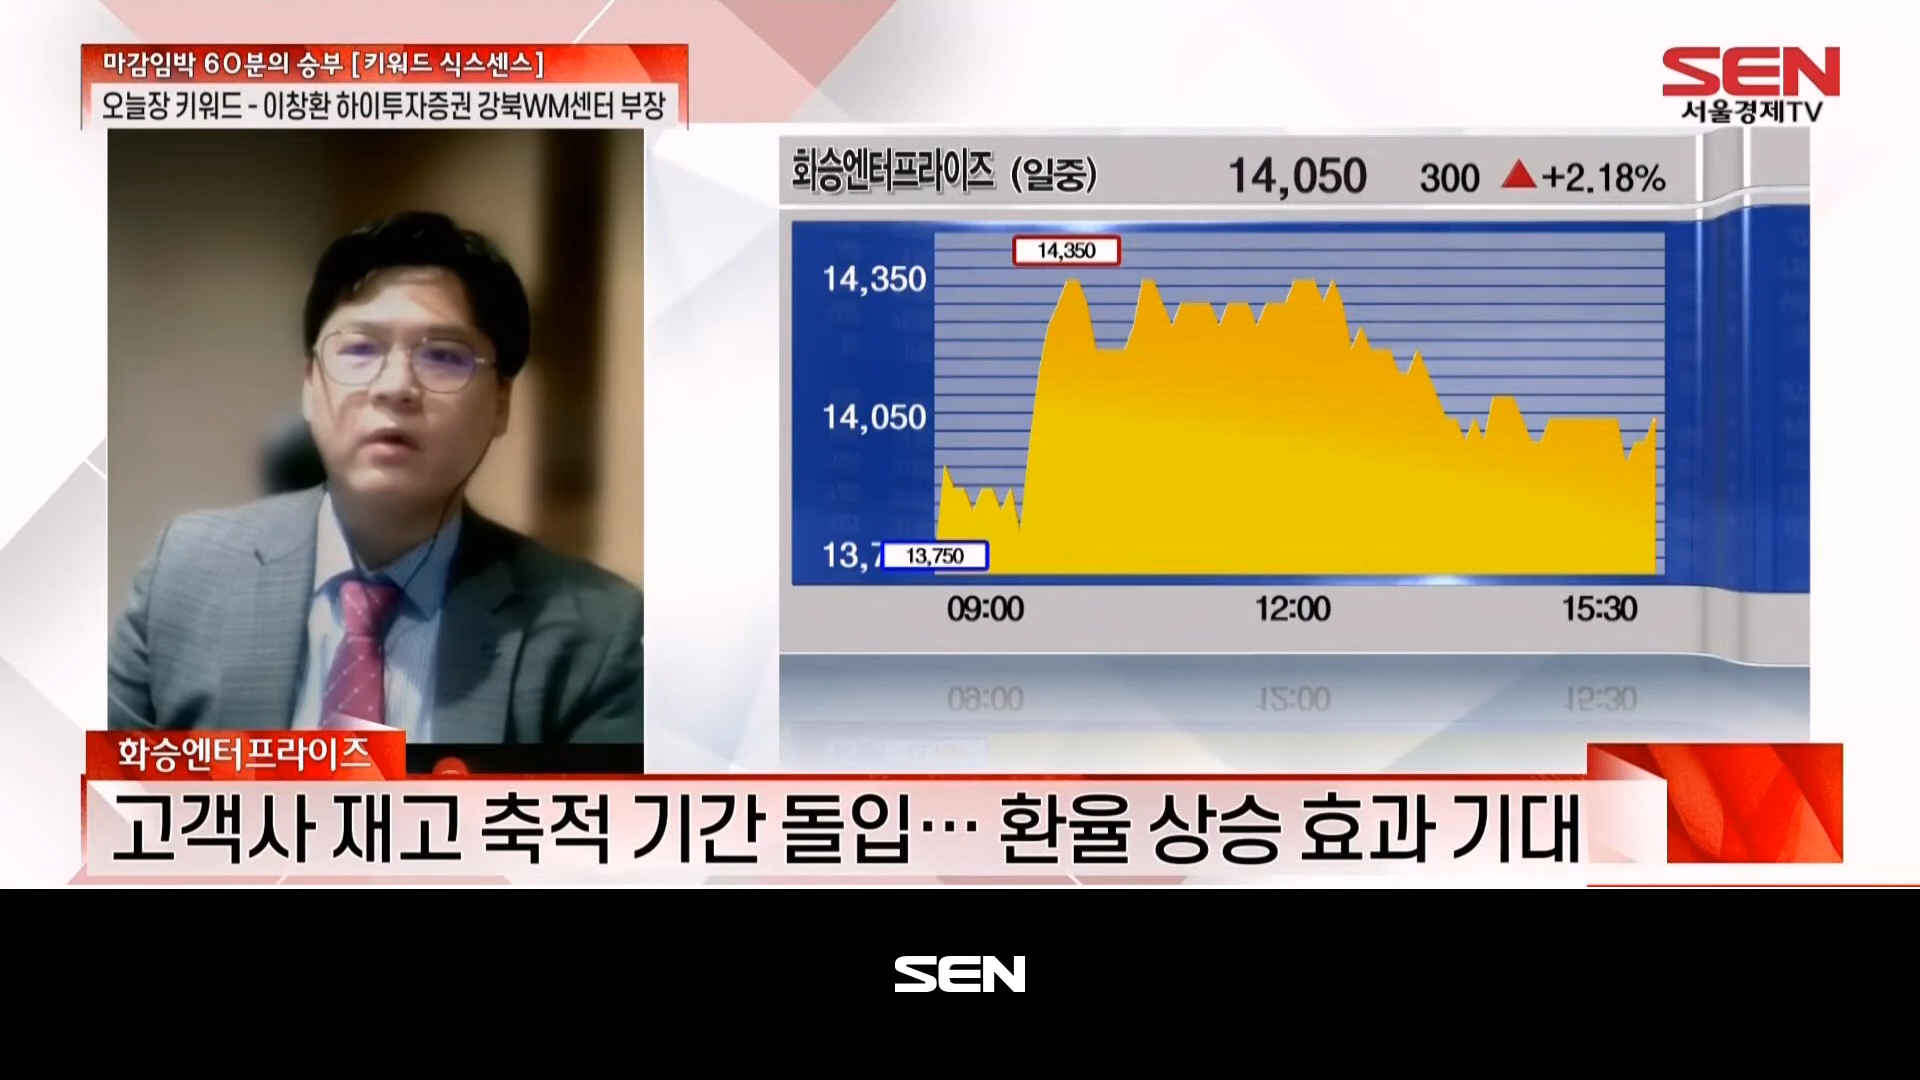 마감임박 60분의 승부 [키워드 식스센스]
오늘장 키워드 - 이창환 하이투자증권 강북WM센터 부장
SEN
서울경제TV
화승엔터프라이즈 (일중) 14,050 300 ▲+2.18%
14,350
14,350
14,050
13,7
13,750
09:00 12:00 15:30
09:00 12:00 15:30
화승엔터프라이즈
고객사 재고 축적 기간 돌입… 환율 상승 효과 기대
SEN